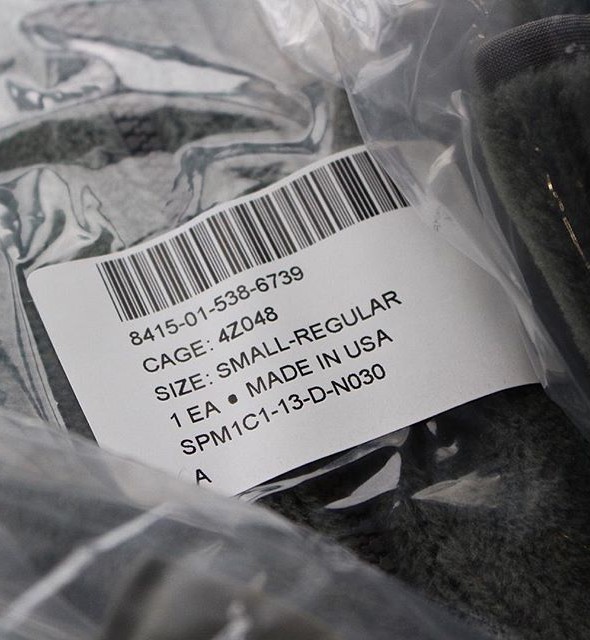 8415-01-538-6739
CAGE: 4Z048
SIZE: SMALL-REGULAR
1 EA • MADE IN USA
SPM1C1-13-D-N030
A